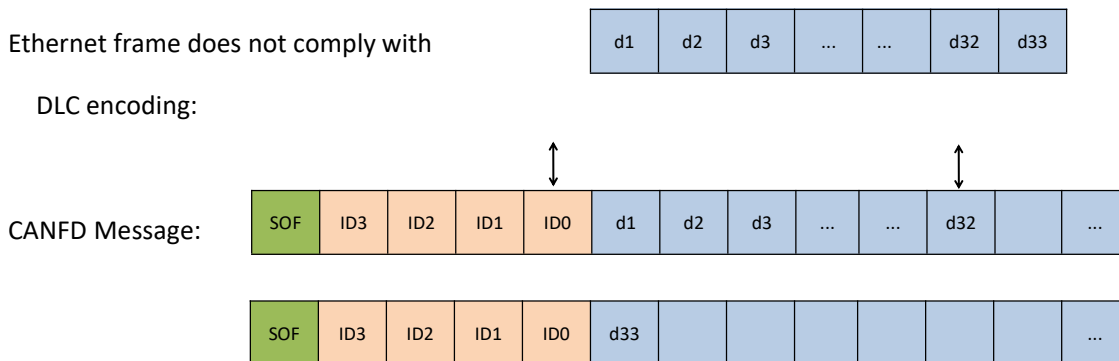 Ethernet frame does not comply with
d1 d2 d3 ... ... d32 d33
DLC encoding:
CANFD Message:
SOF ID3 ID2 ID1 ID0 d1 d2 d3 ... ... d32 ...
SOF ID3 ID2 ID1 ID0 d33 ...